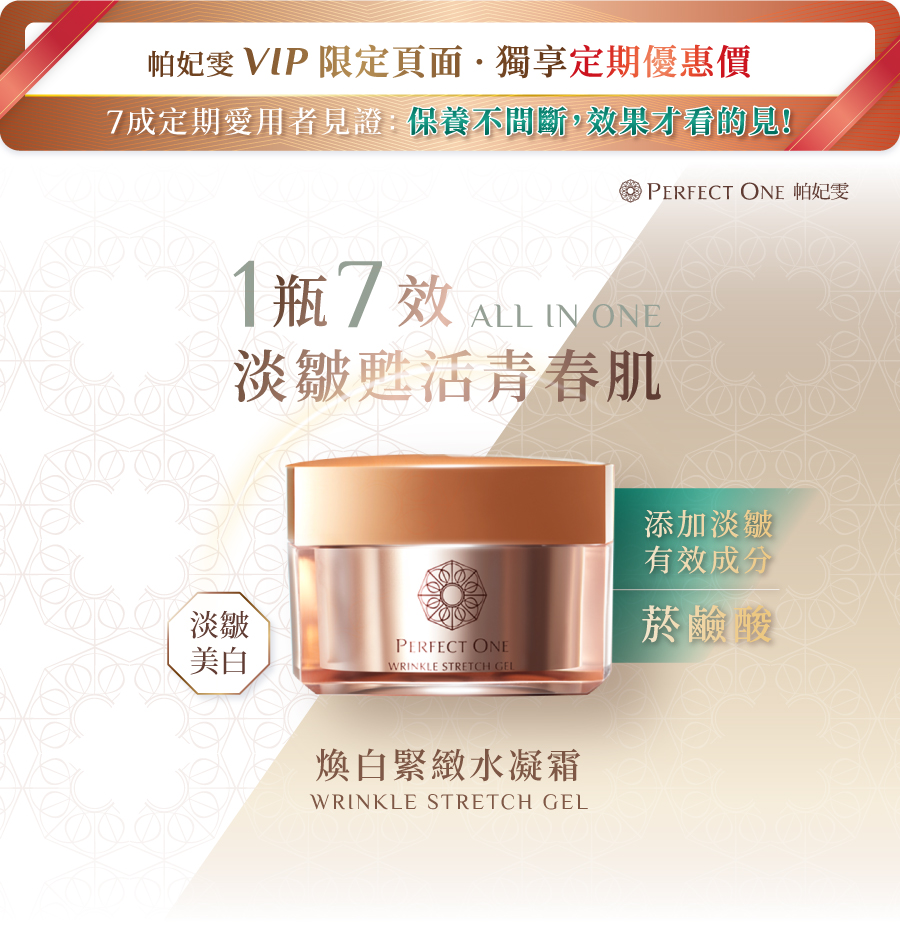 帕妃雯 VIP 限定頁面·獨享定期優惠價
7成定期愛用者見證：保養不間斷，效果才看的見!
PERFECT ONE 帕妃雯
1瓶7效 ALL IN ONE
淡皺甦活青春肌
添加淡皺
有效成分
菸鹼酸
淡皺
美白
PERFECT ONE
WRINKLE STRETCH GEL
煥白緊緻水凝霜
WRINKLE STRETCH GEL